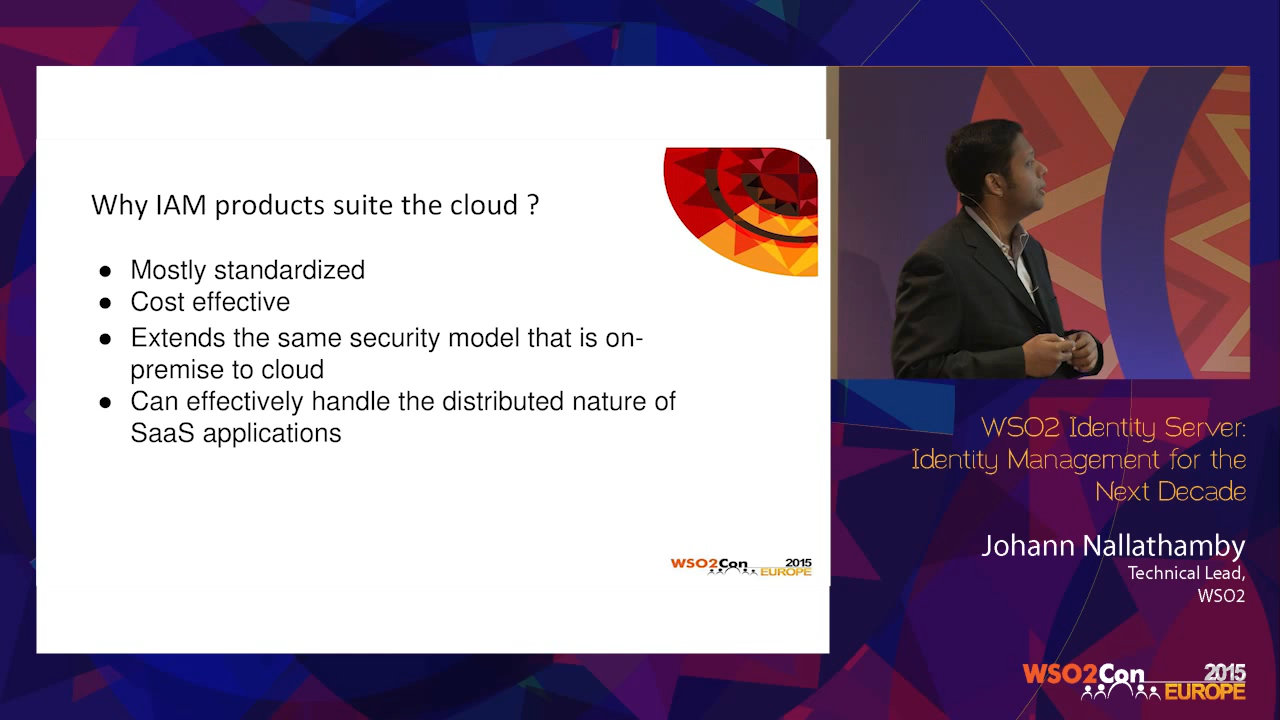 Why IAM products suite the cloud ?
● Mostly standardized
● Cost effective
● Extends the same security model that is on-
premise to cloud
● Can effectively handle the distributed nature of
SaaS applications
WSO2Con 2015
EUROPE
WSO2 Identity Server:
Identity Management for the
Next Decade
Johann Nallathamby
Technical Lead,
WSO2
WSO2Con 2015
EUROPE